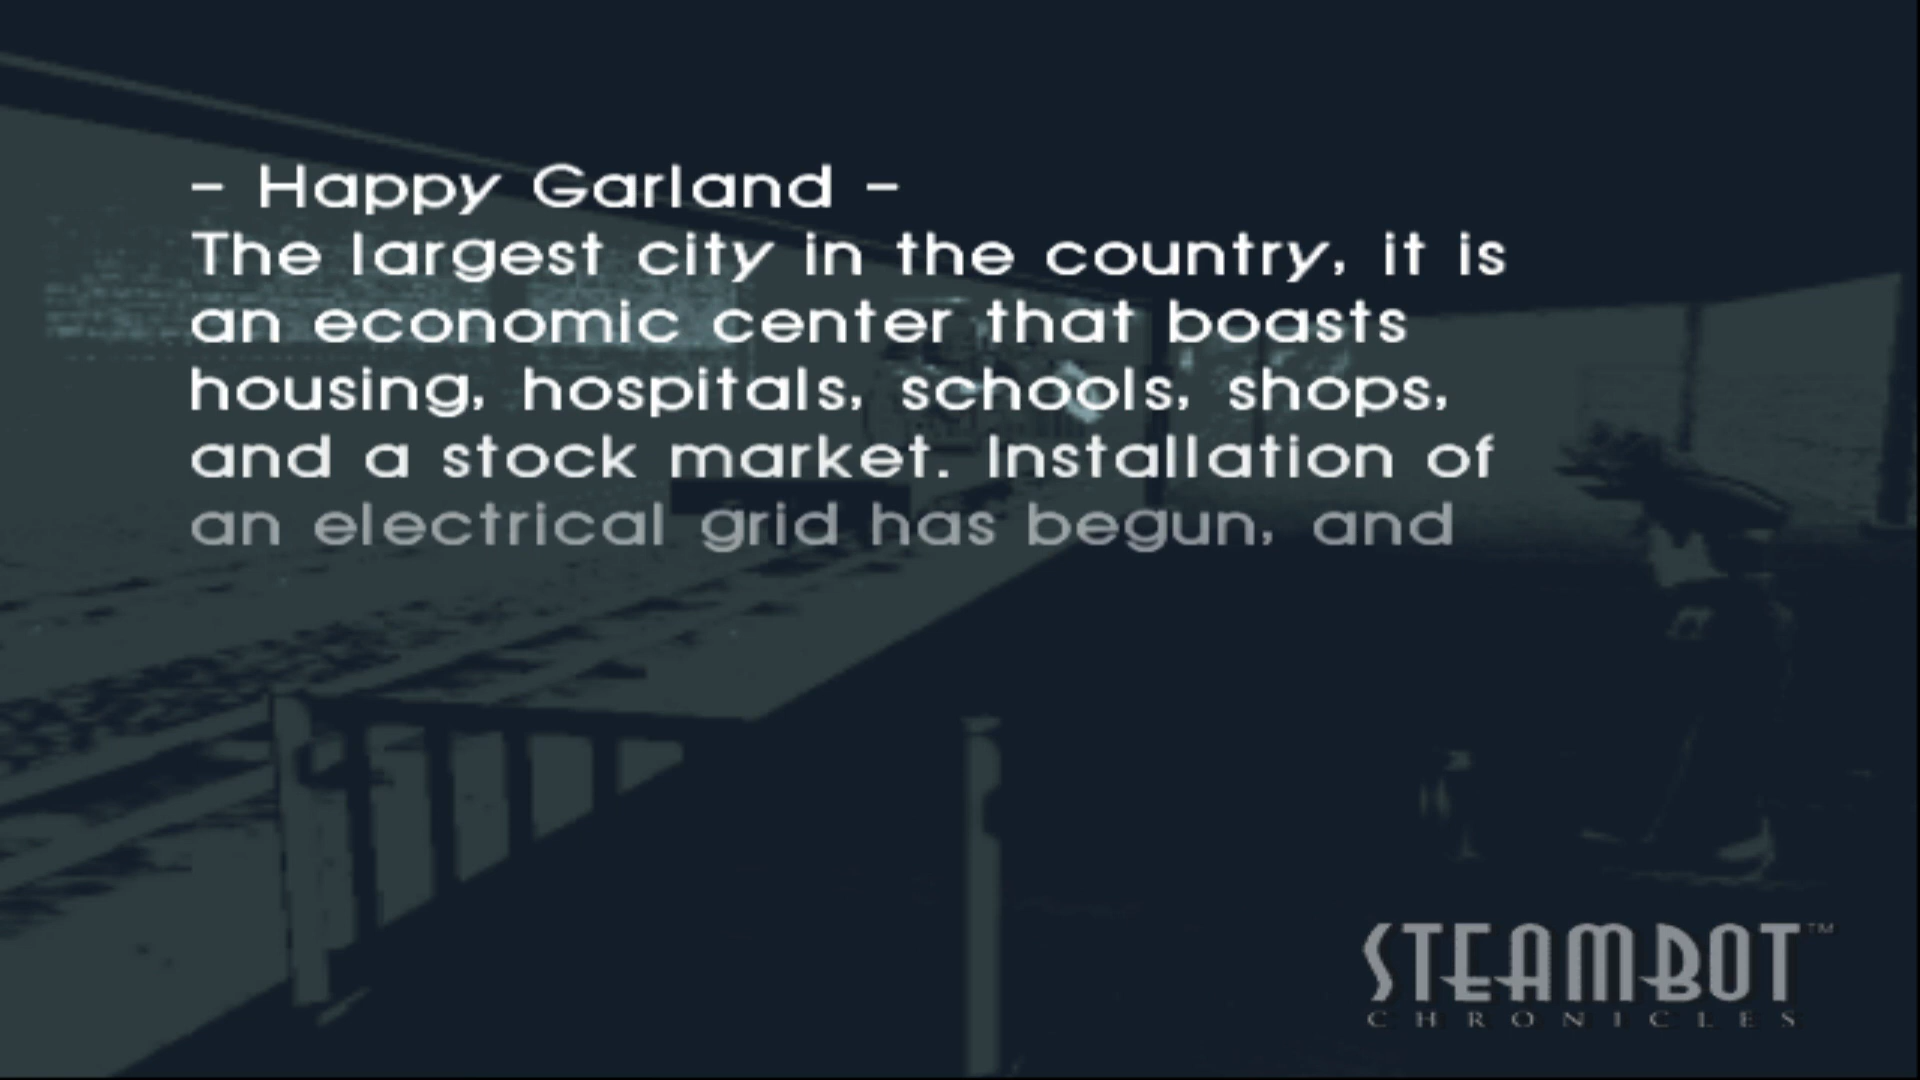 - Happy Garland -
The largest city in the country, it is
an economic center that boasts
housing, hospitals, schools, shops,
and a stock market. Installation of
an electrical grid has begun, and
STEAMBOT™
CHRONICLES